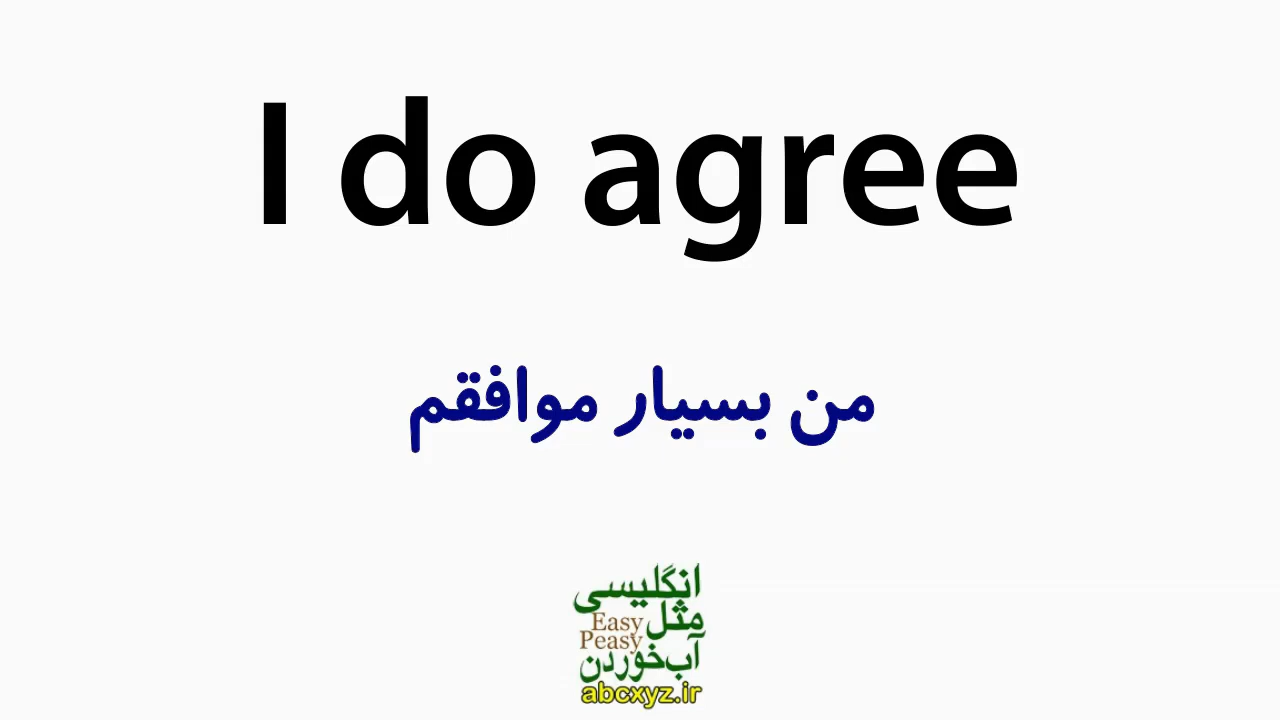 I do agree
من بسیار موافقم
انگلیسی
مثل Easy
Peasy
آب‌خوردن
abcxyz.ir